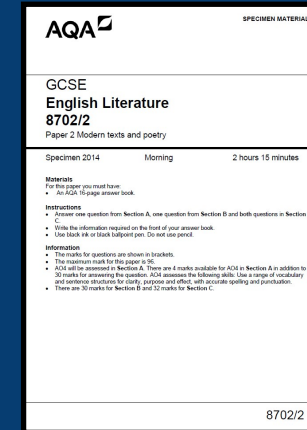 AQA
SPECIMEN MATERIAL
GCSE
English Literature
8702/2
Paper 2 Modern texts and poetry
Specimen 2014 Morning 2 hours 15 minutes
Materials
For this paper you must have:
• An AQA 16-page answer book.
Instructions
• Answer one question from Section A, one question from Section B and both questions in Section
C.
• Write the information required on the front of your answer book.
• Use black ink or black ballpoint pen. Do not use pencil.
Information
• The marks for questions are shown in brackets.
• The maximum mark for this paper is 96.
• AO4 will be assessed in Section A. There are 4 marks available for AO4 in Section A in addition to
30 marks for answering the question. AO4 assesses the following skills: Use a range of vocabulary
and sentence structures for clarity, purpose and effect, with accurate spelling and punctuation.
• There are 30 marks for Section B and 32 marks for Section C.
8702/2